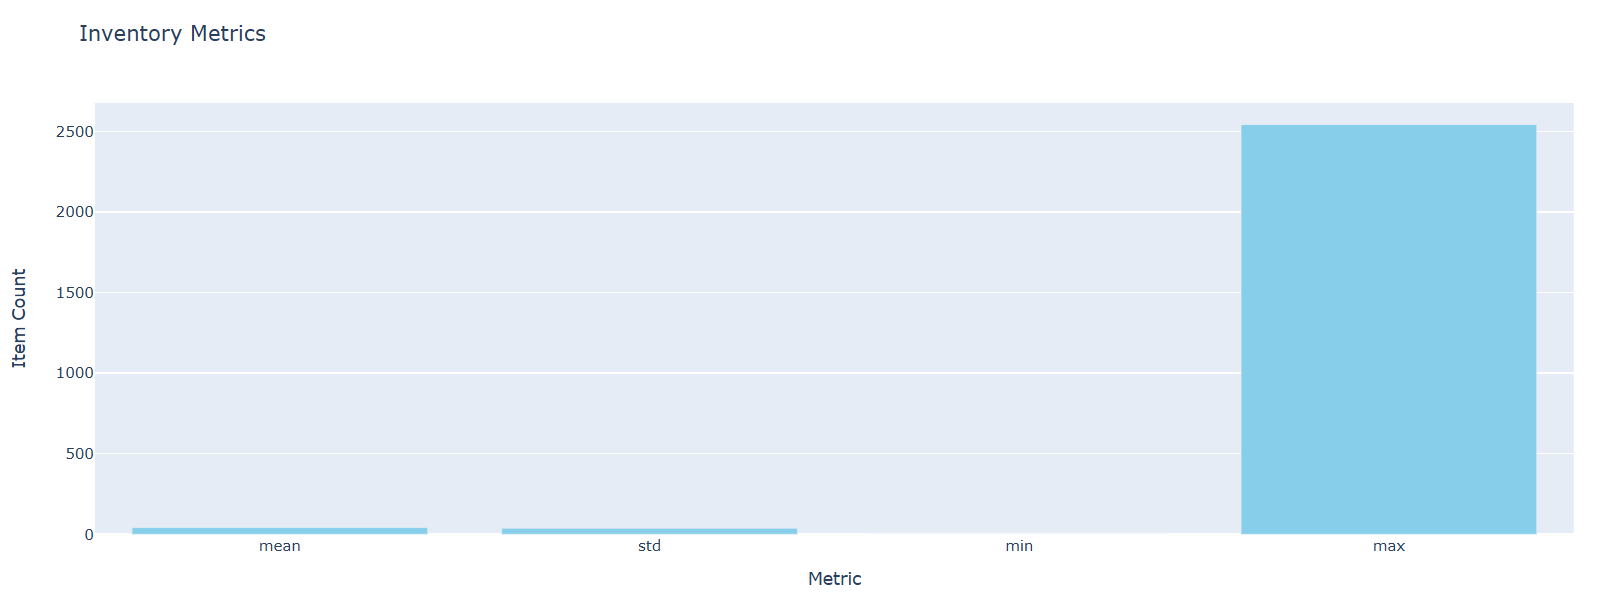 Inventory Metrics
2500
2000
1500
1000
500
0
Item Count
mean
std
min
max
Metric